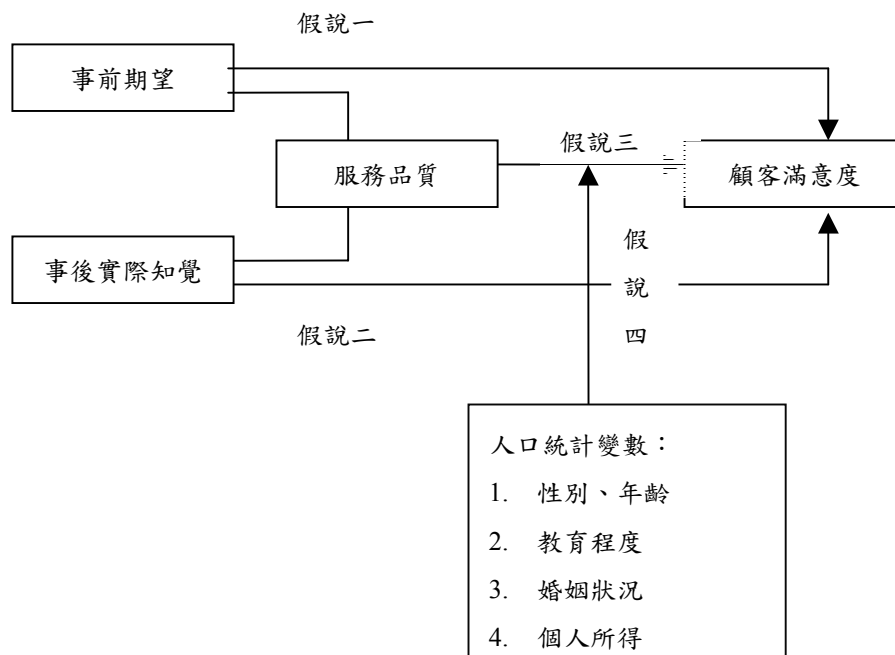 假說一
事前期望
假說三
服務品質
顧客滿意度
事後實際知覺
假說四
假說二
人口統計變數：
1. 性別、年齡
2. 教育程度
3. 婚姻狀況
4. 個人所得